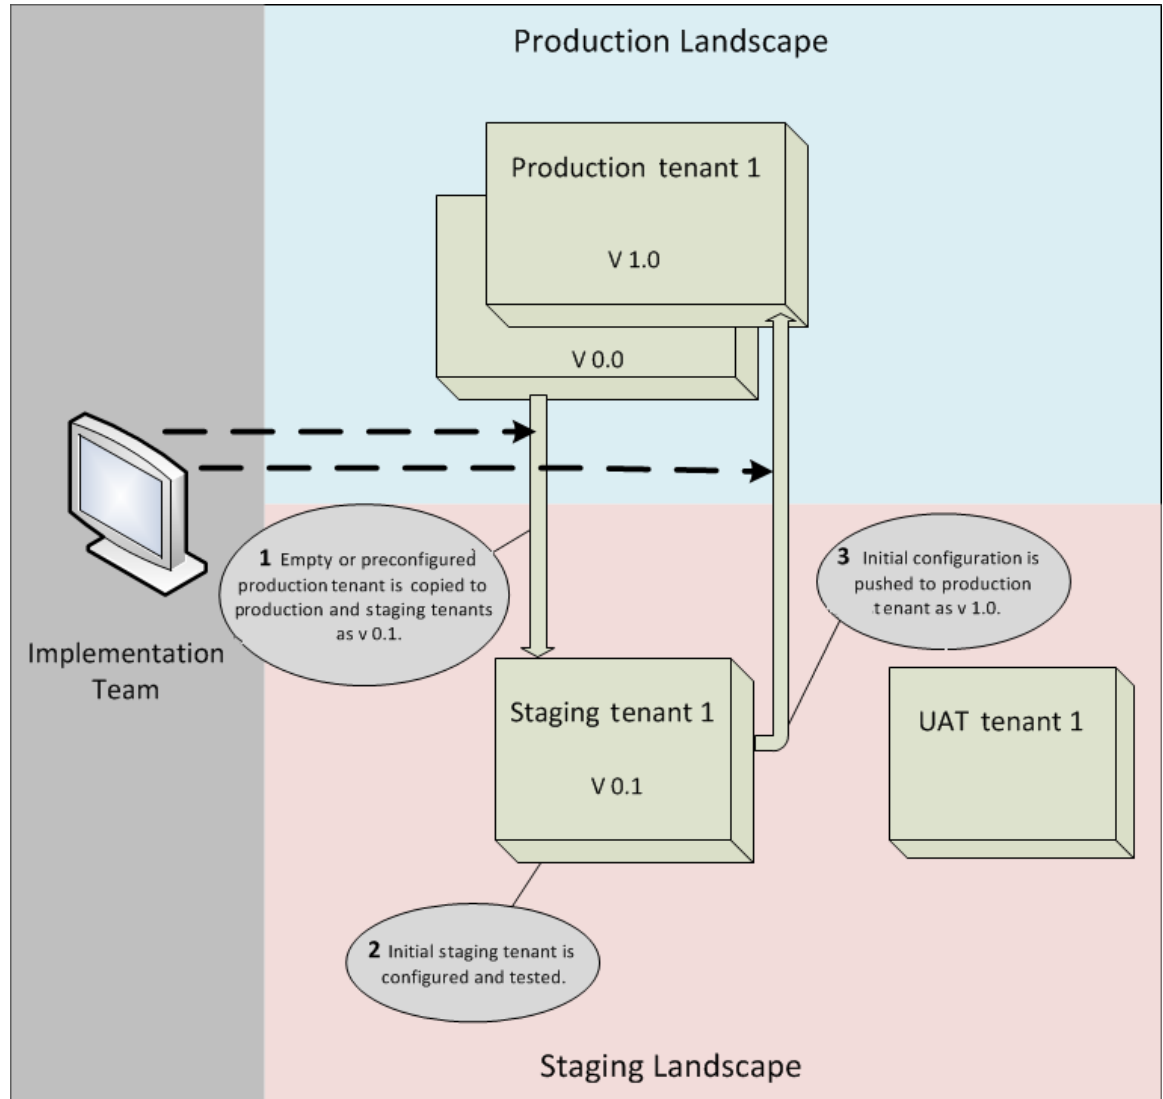 Production Landscape
Production tenant 1
V 1.0
V 0.0
1 Empty or preconfigured
production tenant is copied to
production and staging tenants
as v 0.1.
3 Initial configuration is
pushed to production
tenant as v 1.0.
Implementation
Team
Staging tenant 1
V 0.1
UAT tenant 1
2 Initial staging tenant is
configured and tested.
Staging Landscape